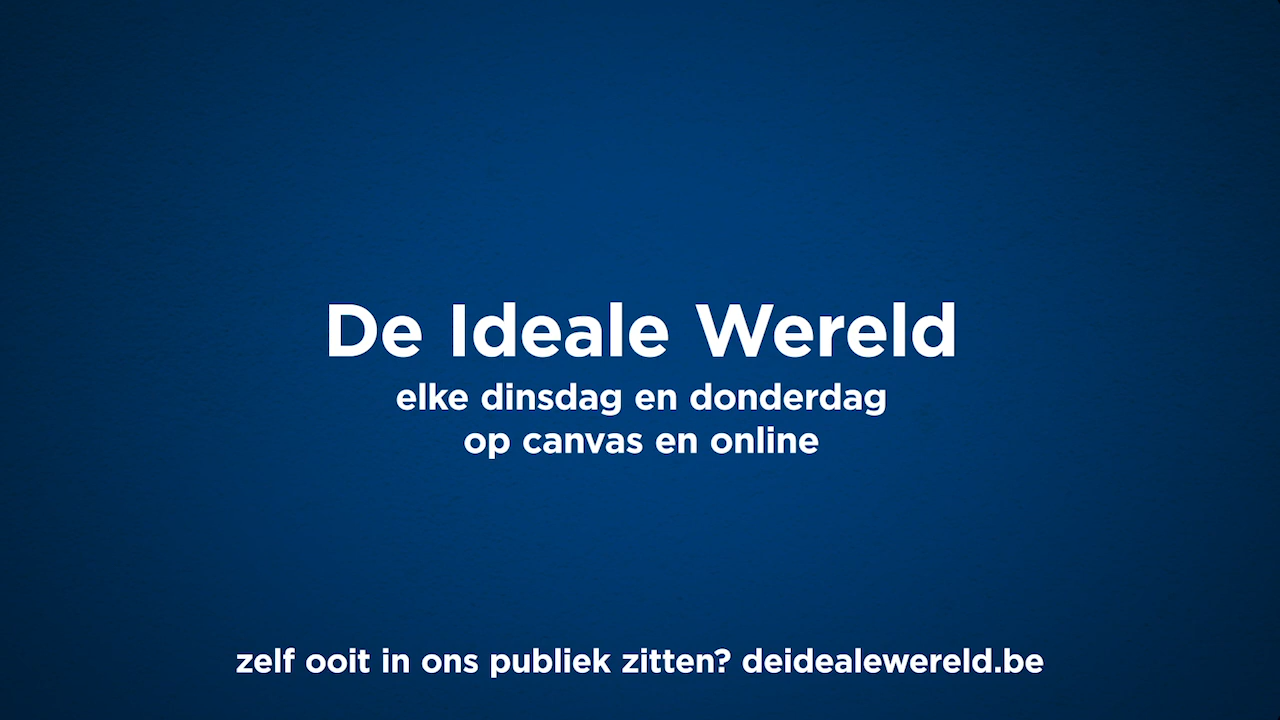 De Ideale Wereld
elke dinsdag en donderdag
op canvas en online
zelf ooit in ons publiek zitten? deidealewereld.be